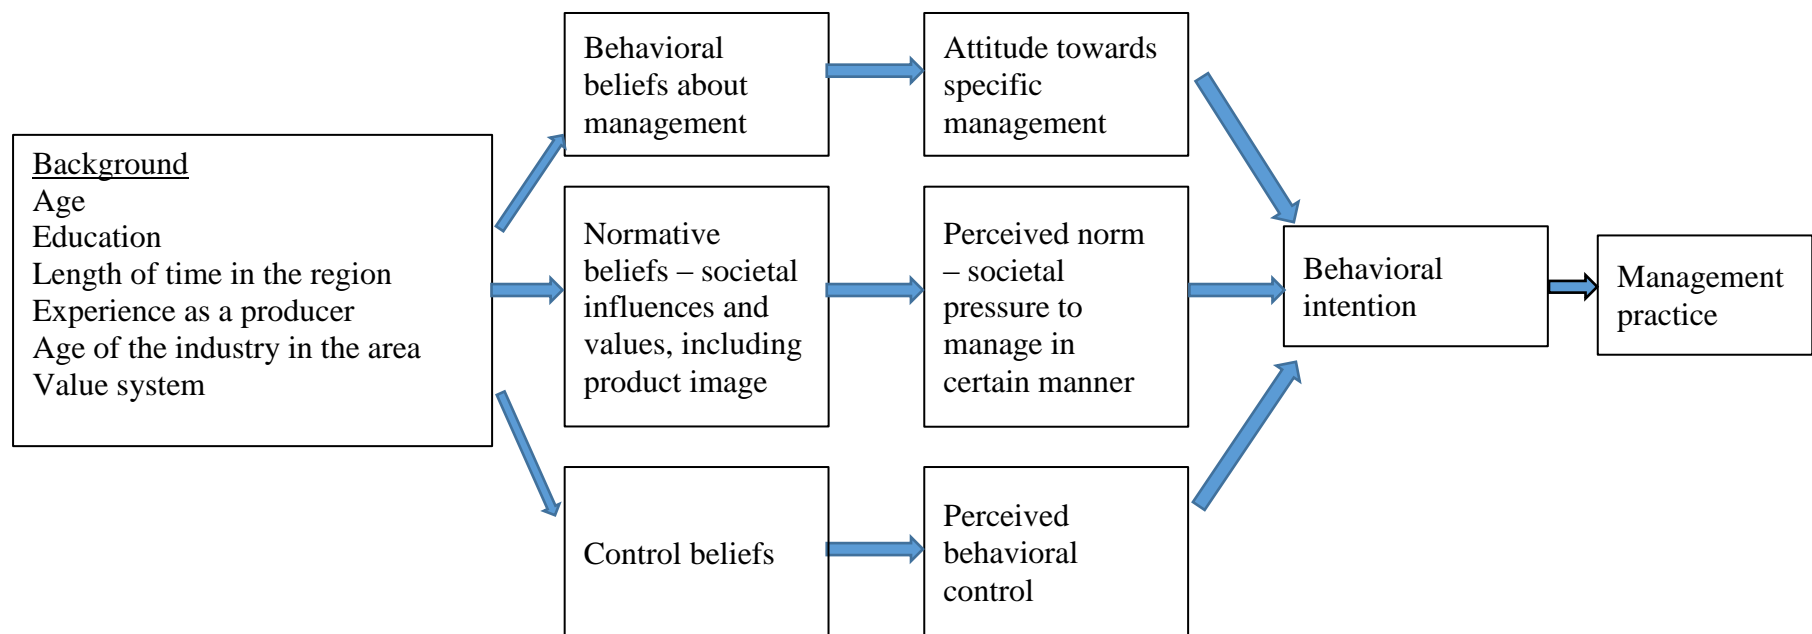 Background
Age
Education
Length of time in the region
Experience as a producer
Age of the industry in the area
Value system
Behavioral
beliefs about
management
Attitude towards
specific
management
Normative
beliefs – societal
influences and
values, including
product image
Perceived norm
– societal
pressure to
manage in
certain manner
Control beliefs
Perceived
behavioral
control
Behavioral
intention
Management
practice